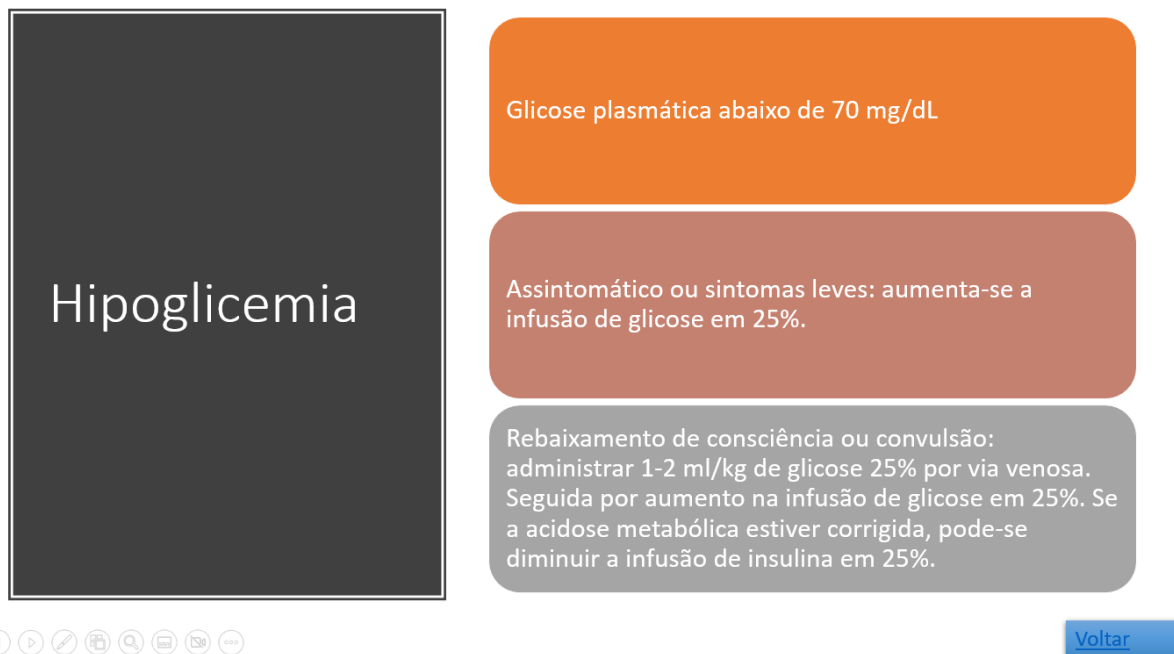 Hipoglicemia
Glicose plasmática abaixo de 70 mg/dL
Assintomático ou sintomas leves: aumenta-se a
infusão de glicose em 25%.
Rebaixamento de consciência ou convulsão:
administrar 1-2 ml/kg de glicose 25% por via venosa.
Seguida por aumento na infusão de glicose em 25%. Se
a acidose metabólica estiver corrigida, pode-se
diminuir a infusão de insulina em 25%.
Voltar